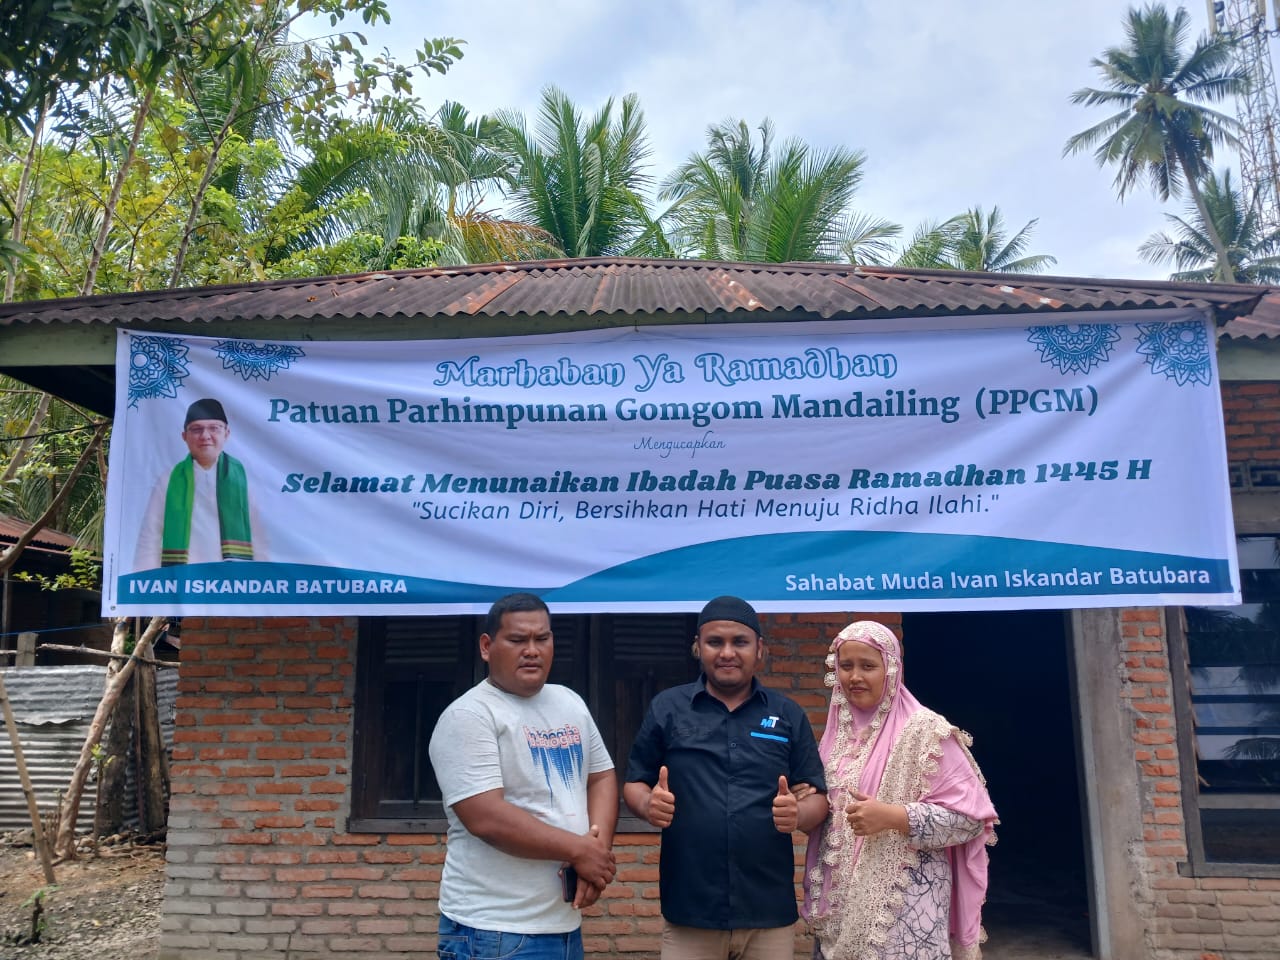 Marhaban Ya Ramadhan
Patuan Parhimpunan Gomgom Mandailing (PPGM)
Mengucapkan
Selamat Menunaikan Ibadah Puasa Ramadhan 1445 H
"Sucikan Diri, Bersihkan Hati Menuju Ridha Ilahi."
IVAN ISKANDAR BATUBARA
Sahabat Muda Ivan Iskandar Batubara
MT